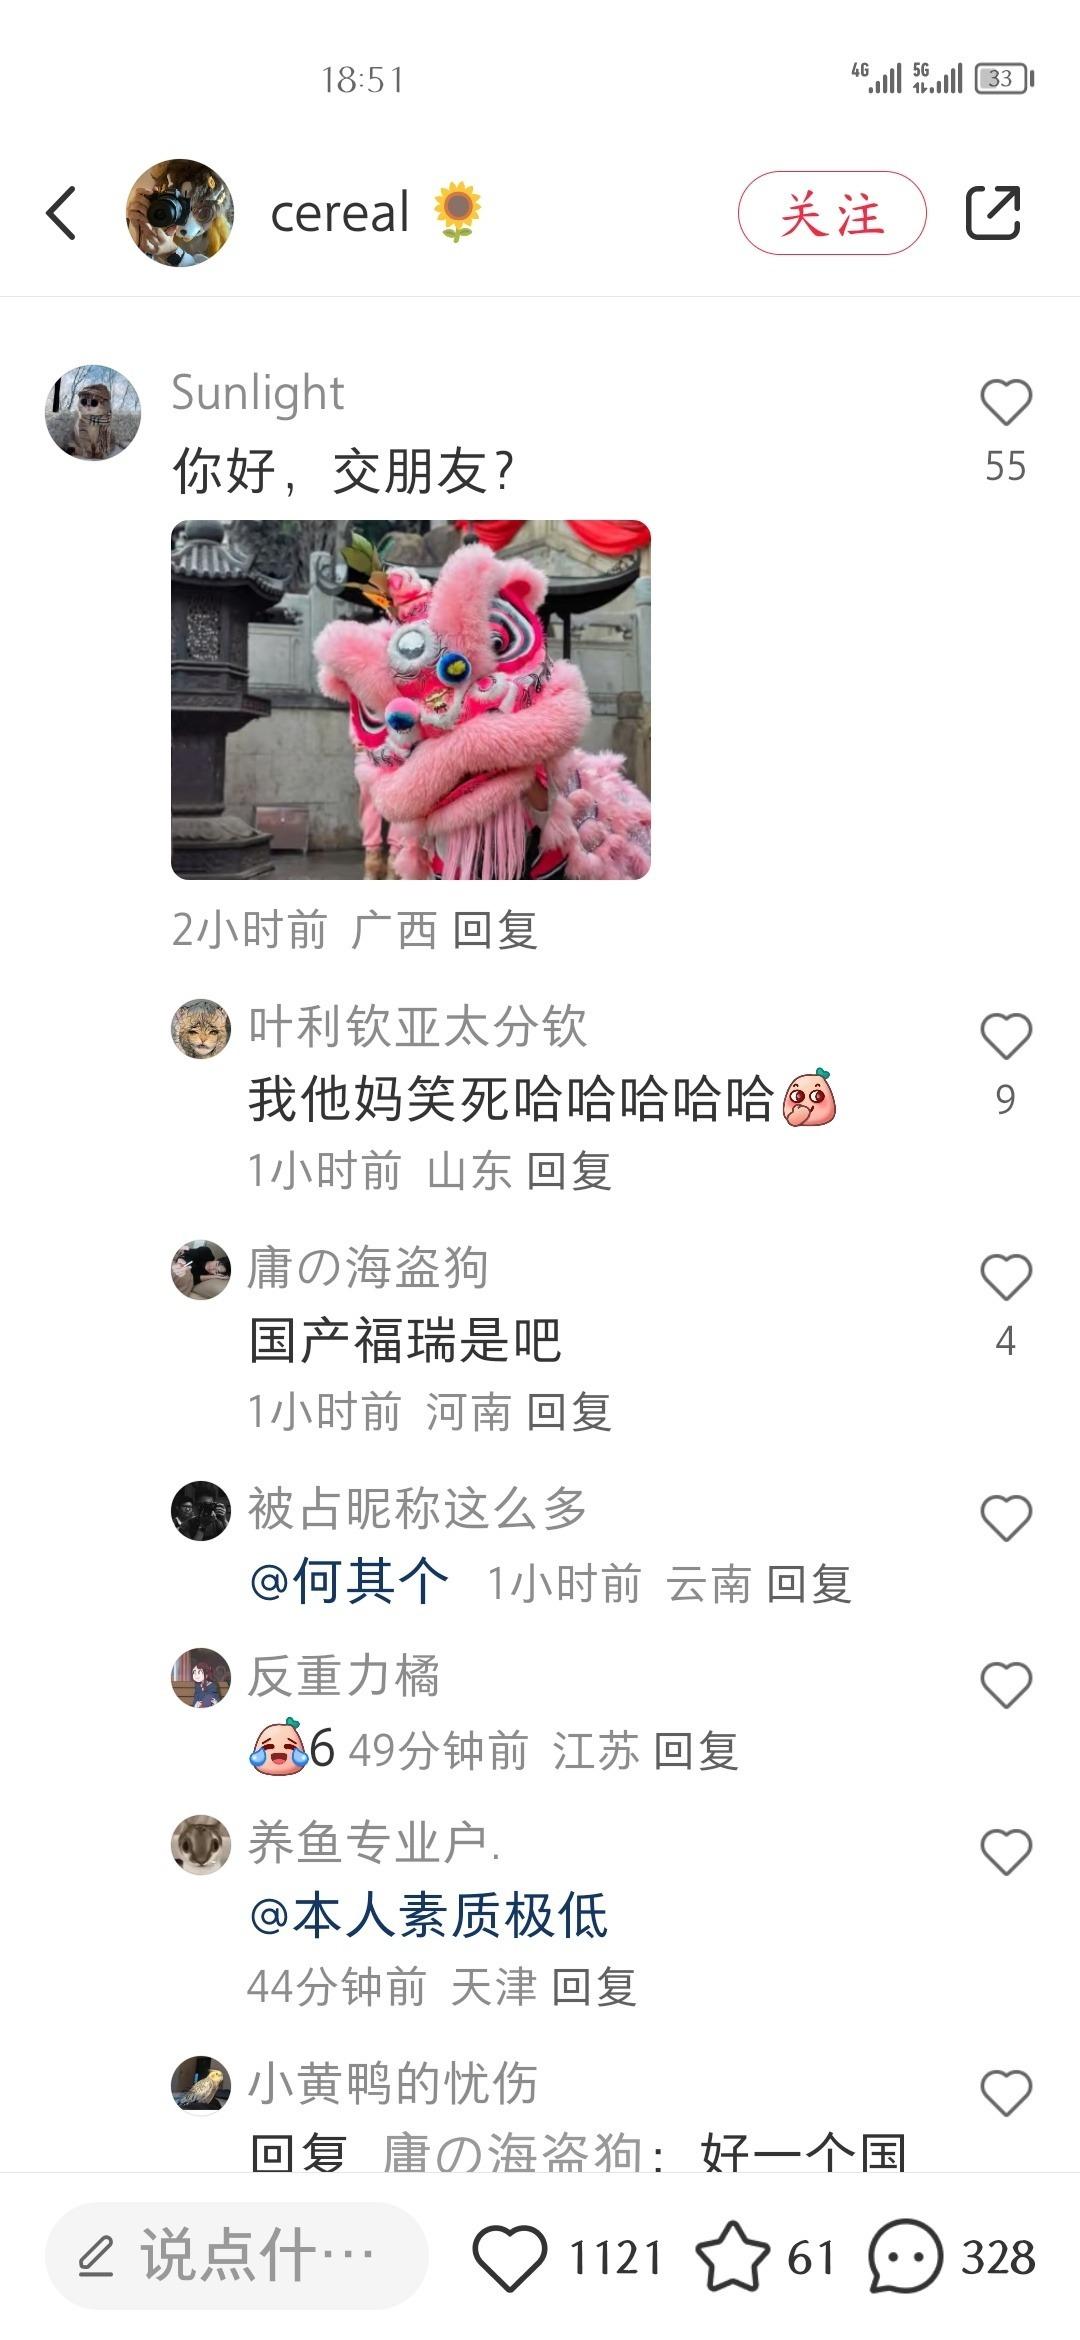 18:51
4G 5G 33
cereal 🌻
关注
Sunlight
你好，交朋友？
55
2小时前 广西 回复
叶利钦亚太分钦
我他妈笑死哈哈哈哈哈
9
1小时前 山东 回复
庸の海盗狗
国产福瑞是吧
4
1小时前 河南 回复
被占昵称这么多
@何其个 1小时前 云南 回复
反重力橘
6 49分钟前 江苏 回复
养鱼专业户.
@本人素质极低
44分钟前 天津 回复
小黄鸭的忧伤
回复 庸の海盗狗：好一个国
说点什…
1121
61
328